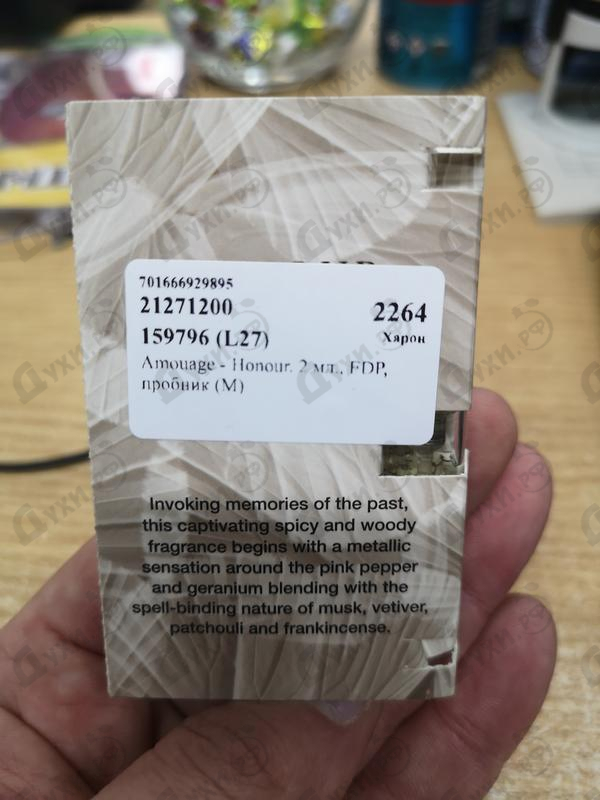 701666929895
21271200
2264
159796 (L27)
Харон
Amouage - Honour. 2 мл., EDP,
пробник (M)
Invoking memories of the past,
this captivating spicy and woody
fragrance begins with a metallic
sensation around the pink pepper
and geranium blending with the
spell-binding nature of musk, vetiver,
patchouli and frankincense.
Духи.рф